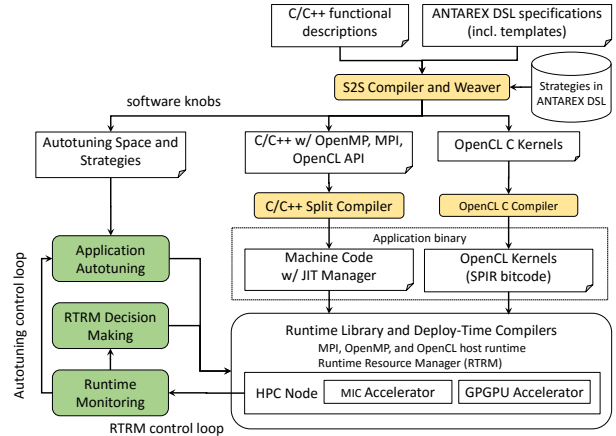 C/C++ functional
descriptions
ANTAREX DSL specifications
(incl. templates)
S2S Compiler and Weaver
Strategies in
ANTAREX DSL
software knobs
Autotuning Space and
Strategies
C/C++ w/ OpenMP, MPI,
OpenCL API
OpenCL C Kernels
C/C++ Split Compiler
OpenCL C Compiler
Application binary
Application
Autotuning
Machine Code
w/ JIT Manager
OpenCL Kernels
(SPIR bitcode)
Autotuning control loop
RTRM Decision
Making
Runtime Library and Deploy-Time Compilers
MPI, OpenMP, and OpenCL host runtime
Runtime Resource Manager (RTRM)
Runtime
Monitoring
HPC Node
MIC Accelerator
GPGPU Accelerator
RTRM control loop